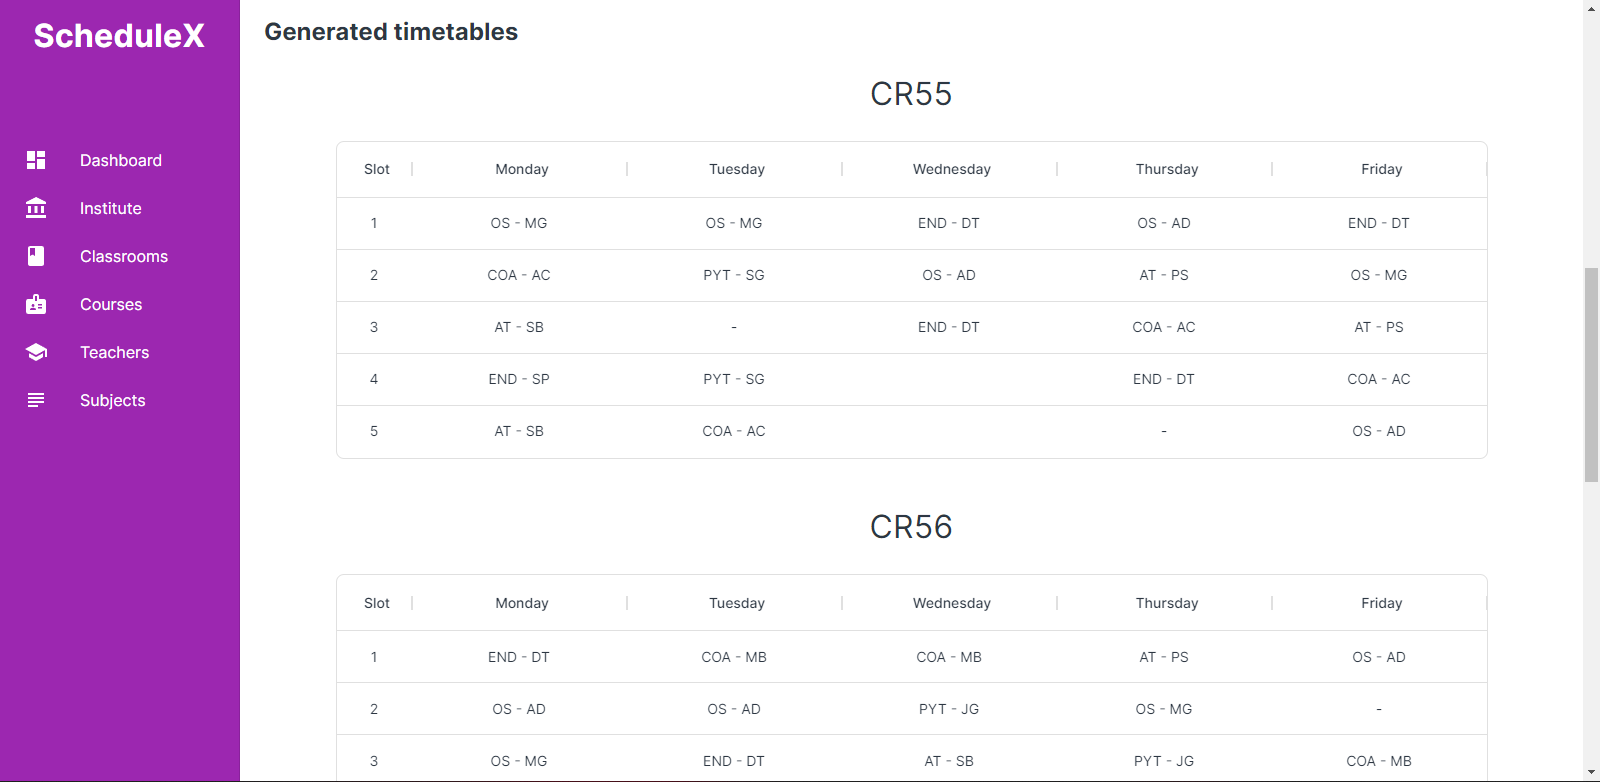 ScheduleX
Dashboard
Institute
Classrooms
Courses
Teachers
Subjects
Generated timetables
CR55
Slot Monday Tuesday Wednesday Thursday Friday
1 OS - MG OS - MG END - DT OS - AD END - DT
2 COA - AC PYT - SG OS - AD AT - PS OS - MG
3 AT - SB - END - DT COA - AC AT - PS
4 END - SP PYT - SG END - DT COA - AC
5 AT - SB COA - AC - OS - AD
CR56
Slot Monday Tuesday Wednesday Thursday Friday
1 END - DT COA - MB COA - MB AT - PS OS - AD
2 OS - AD OS - AD PYT - JG OS - MG -
3 OS - MG END - DT AT - SB PYT - JG COA - MB